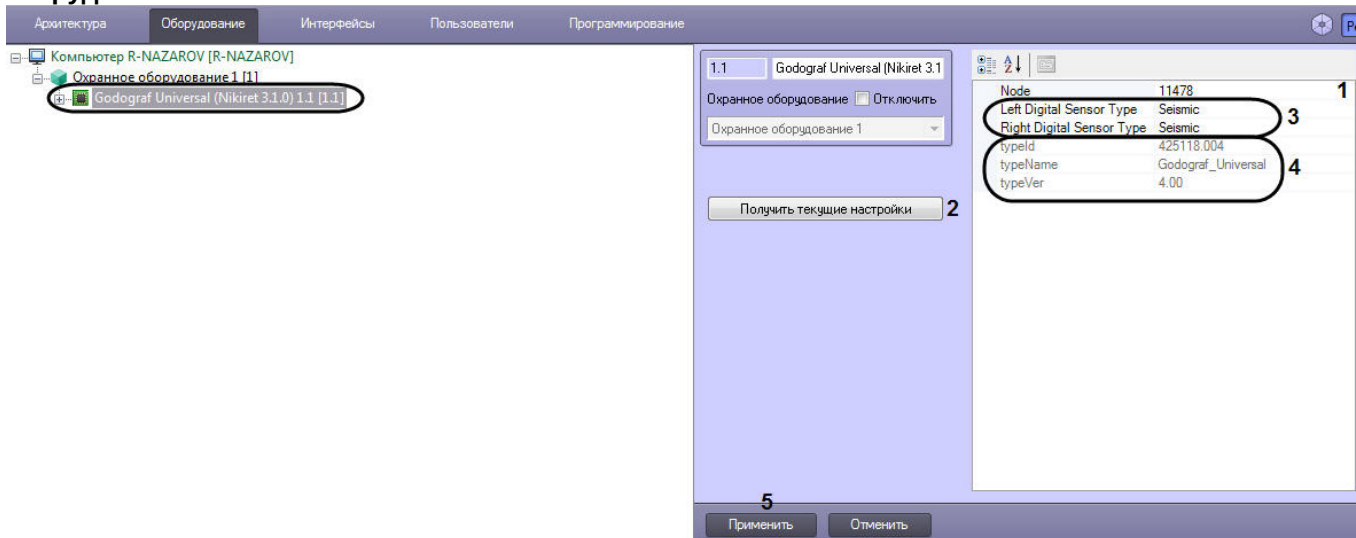 Архитектура Оборудование Интерфейсы Пользователи Программирование
Компьютер R-NAZAROV [R-NAZAROV]
Охранное оборудование 1 [1]
Godograf Universal (Nikiret 3.1.0) 1.1 [1.1]
1.1 Godograf Universal (Nikiret 3.1
Охранное оборудование Отключить
Охранное оборудование 1
Получить текущие настройки 2
Node 11478 1
Left Digital Sensor Type Seismic
Right Digital Sensor Type Seismic
3
typeId 425118.004
typeName Godograf_Universal
typeVer 4.00
4
5
Применить Отменить